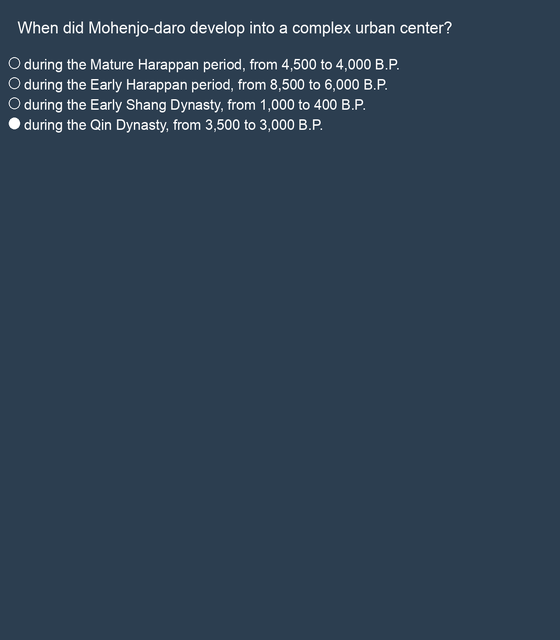 When did Mohenjo-daro develop into a complex urban center?
during the Mature Harappan period, from 4,500 to 4,000 B.P.
during the Early Harappan period, from 8,500 to 6,000 B.P.
during the Early Shang Dynasty, from 1,000 to 400 B.P.
during the Qin Dynasty, from 3,500 to 3,000 B.P.